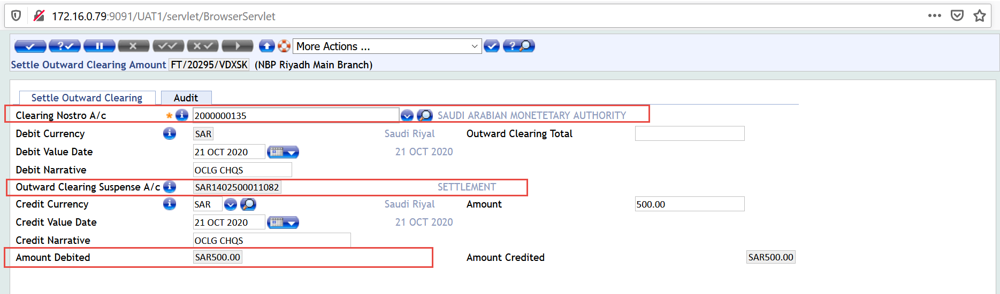 172.16.0.79:9091/UAT1/servlet/BrowserServlet
More Actions ...
Settle Outward Clearing Amount FT/20295/VDXSK (NBP Riyadh Main Branch)
Settle Outward Clearing Audit
Clearing Nostro A/c * 2000000135 SAUDI ARABIAN MONETETARY AUTHORITY
Debit Currency SAR Saudi Riyal Outward Clearing Total
Debit Value Date 21 OCT 2020 21 OCT 2020
Debit Narrative OCLG CHQS
Outward Clearing Suspense A/c SAR1402500011082 SETTLEMENT
Credit Currency SAR Saudi Riyal Amount 500.00
Credit Value Date 21 OCT 2020 21 OCT 2020
Credit Narrative OCLG CHQS
Amount Debited SAR500.00 Amount Credited SAR500.00